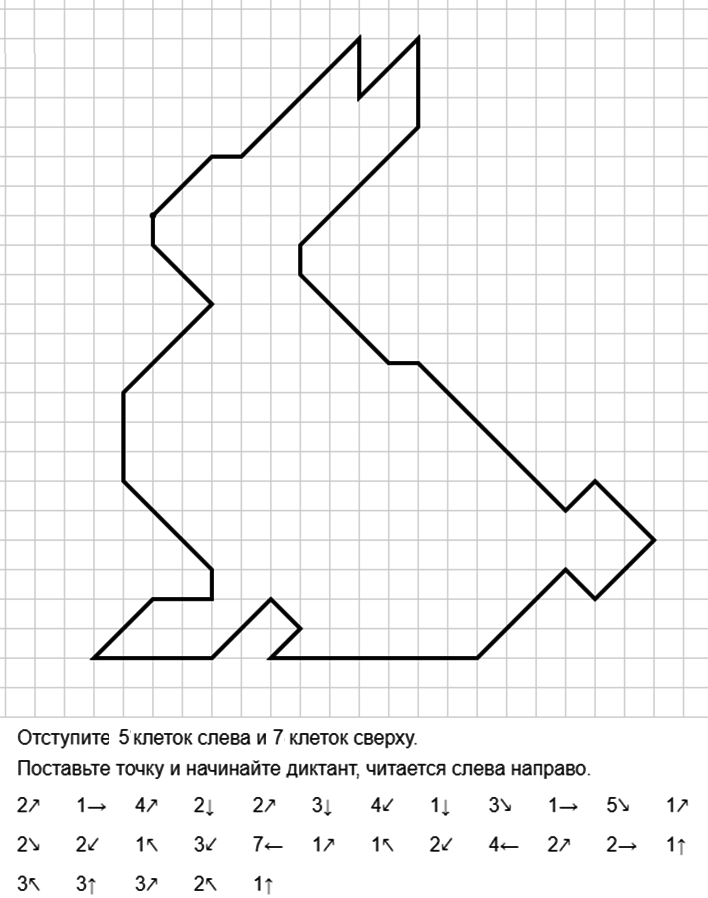 Отступите 5 клеток слева и 7 клеток сверху.
Поставьте точку и начинайте диктант, читается слева направо.
2↗ 1→ 4↗ 2↓ 2↗ 3↓ 4↙ 1↓ 3↘ 1→ 5↘ 1↗
2↘ 2↙ 1↖ 3↙ 7← 1↗ 1↖ 2↙ 4← 2↗ 2→ 1↑
3↖ 3↑ 3↗ 2↖ 1↑